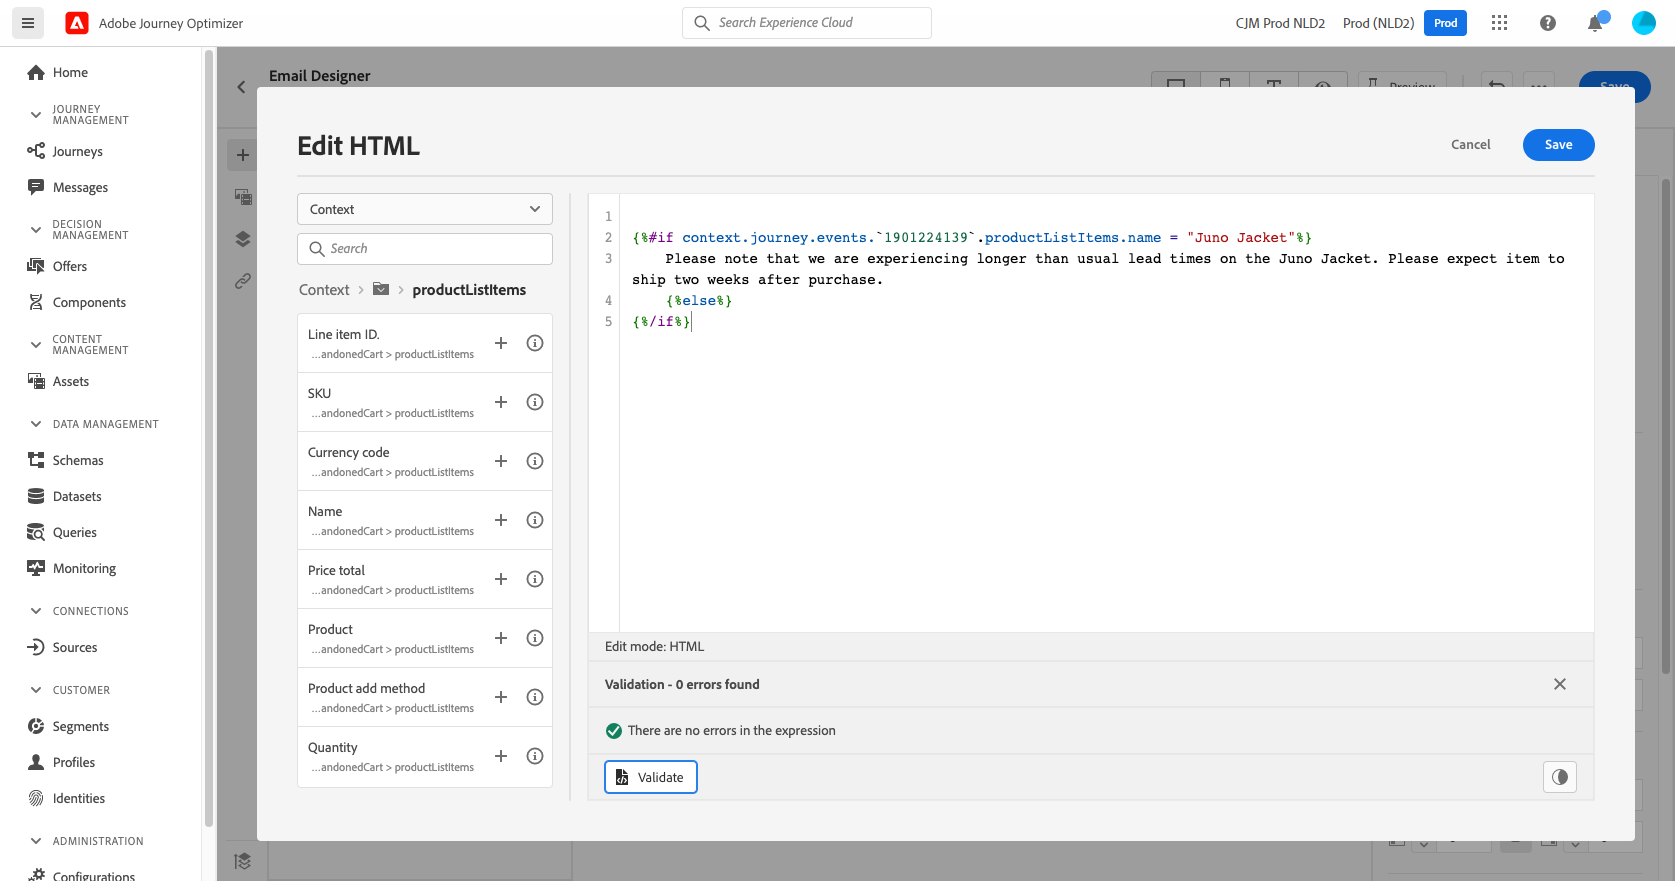 Adobe Journey Optimizer
Search Experience Cloud
CJM Prod NLD2
Prod (NLD2)
Prod
Home
JOURNEY
MANAGEMENT
Journeys
Messages
DECISION
MANAGEMENT
Offers
Components
CONTENT
MANAGEMENT
Assets
DATA MANAGEMENT
Schemas
Datasets
Queries
Monitoring
CONNECTIONS
Sources
CUSTOMER
Segments
Profiles
Identities
ADMINISTRATION
Configurations
Email Designer
Preview
Save
Edit HTML
Cancel
Save
Context
Search
Context > productListItems
Line item ID.
...andonedCart > productListItems
SKU
...andonedCart > productListItems
Currency code
...andonedCart > productListItems
Name
...andonedCart > productListItems
Price total
...andonedCart > productListItems
Product
...andonedCart > productListItems
Product add method
...andonedCart > productListItems
Quantity
...andonedCart > productListItems
1
2 {%#if context.journey.events.`1901224139`.productListItems.name = "Juno Jacket"%}
3 Please note that we are experiencing longer than usual lead times on the Juno Jacket. Please expect item to
ship two weeks after purchase.
4 {%else%}
5 {%/if%}
Edit mode: HTML
Validation - 0 errors found
There are no errors in the expression
Validate